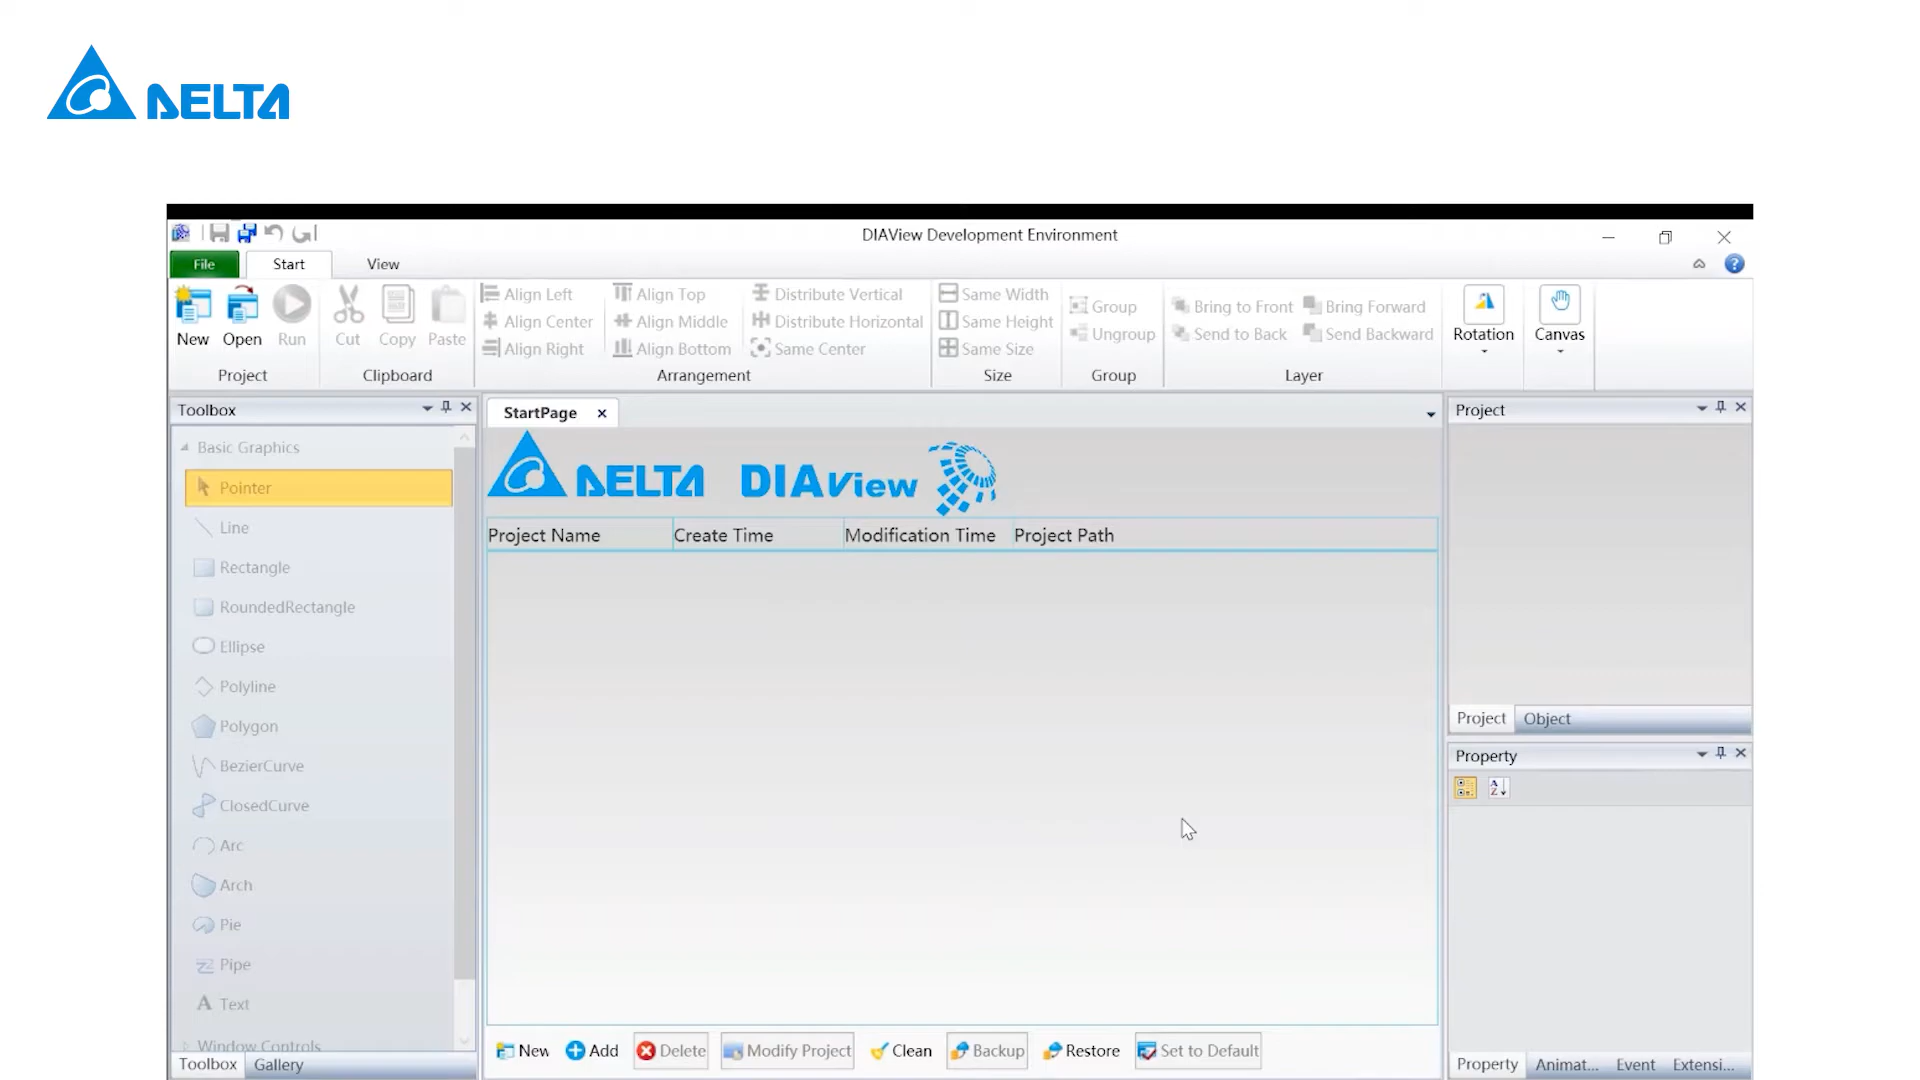 DELTA
DIAView Development Environment
File Start View
New Open Run
Project
Cut Copy Paste
Clipboard
Align Left Align Top Distribute Vertical
Align Center Align Middle Distribute Horizontal
Align Right Align Bottom Same Center
Arrangement
Same Width
Same Height
Same Size
Size
Group
Ungroup
Group
Bring to Front Bring Forward
Send to Back Send Backward
Layer
Rotation
Canvas
Toolbox
Basic Graphics
Pointer
Line
Rectangle
RoundedRectangle
Ellipse
Polyline
Polygon
BezierCurve
ClosedCurve
Arc
Arch
Pie
Pipe
Text
Window Controls
Toolbox Gallery
StartPage
DELTA DIAView
Project Name Create Time Modification Time Project Path
New Add Delete Modify Project Clean Backup Restore Set to Default
Project
Project Object
Property
Property Animat... Event Extensi...